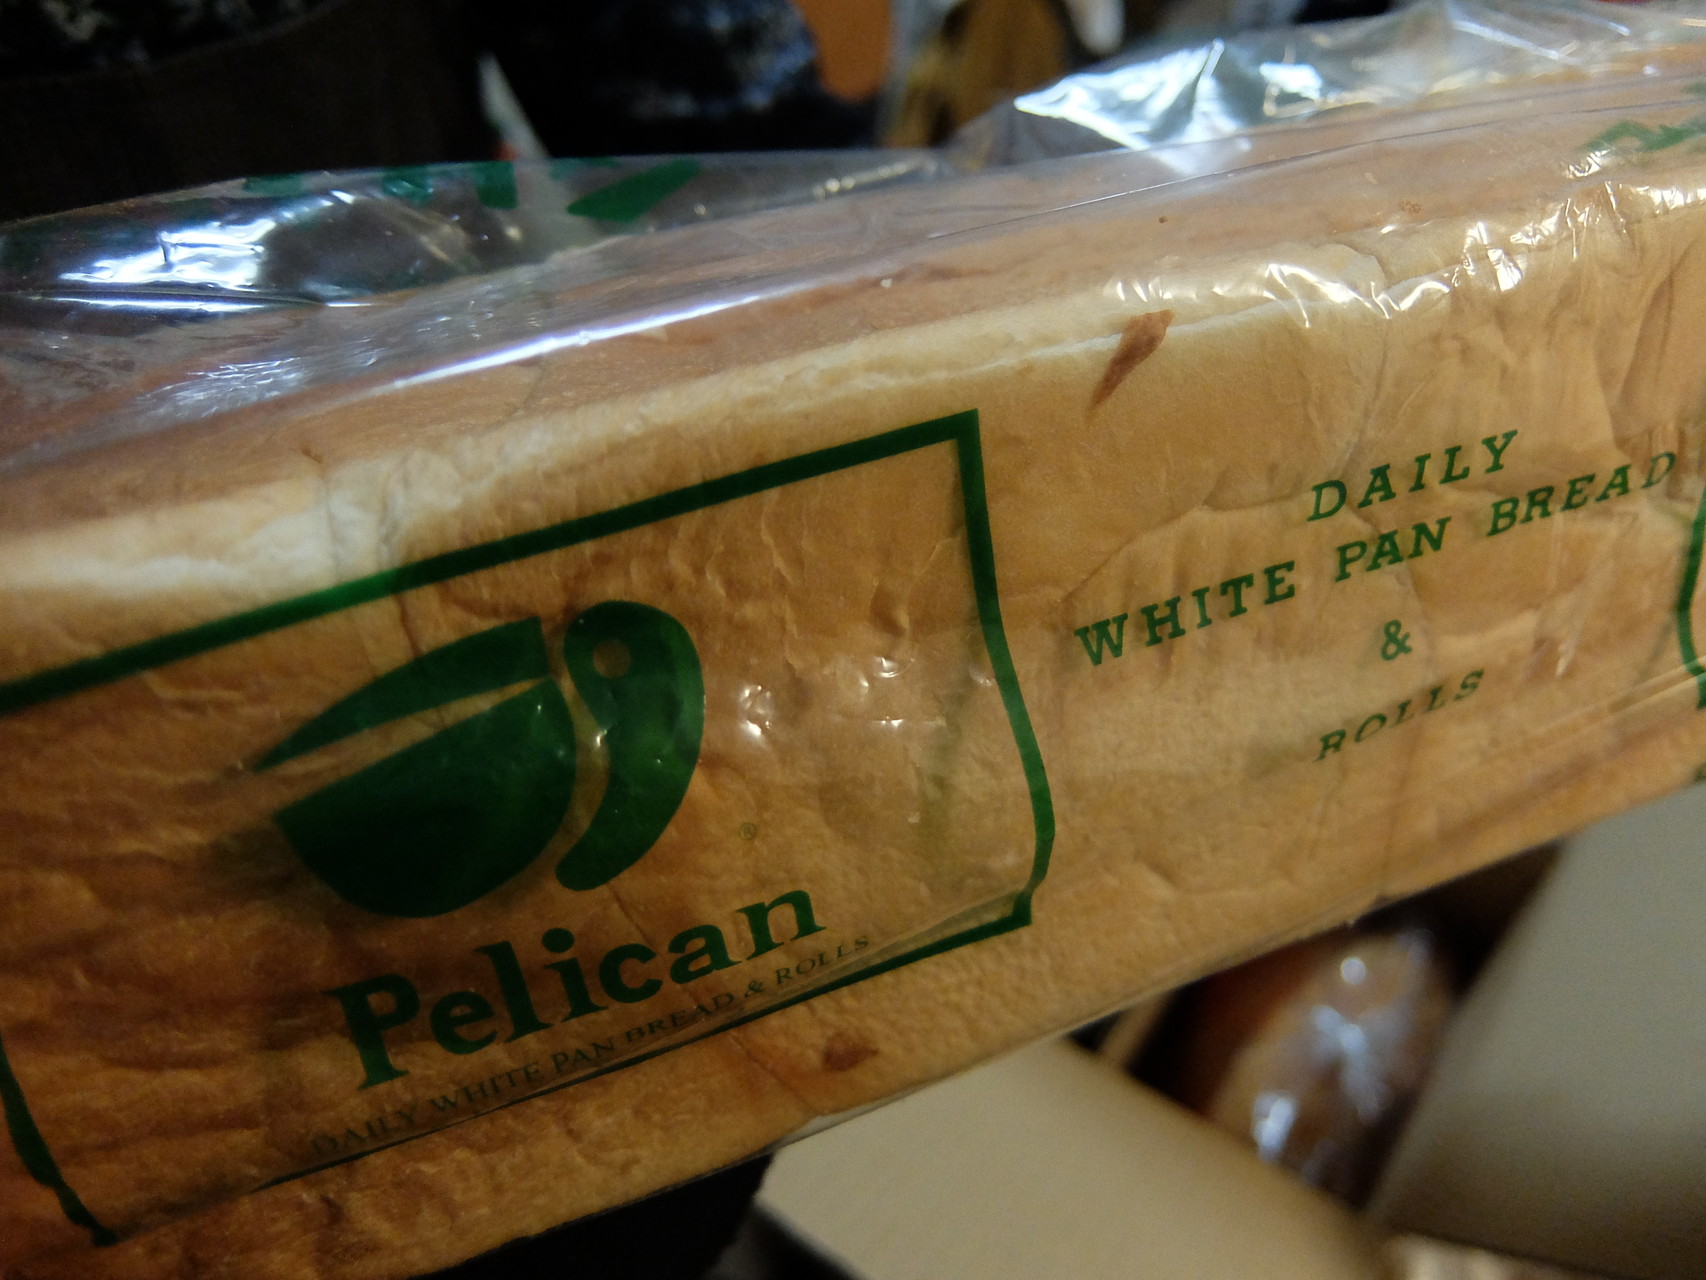 Pelican
®
DAILY WHITE PAN BREAD & ROLLS
DAILY
WHITE PAN BREAD
&
ROLLS